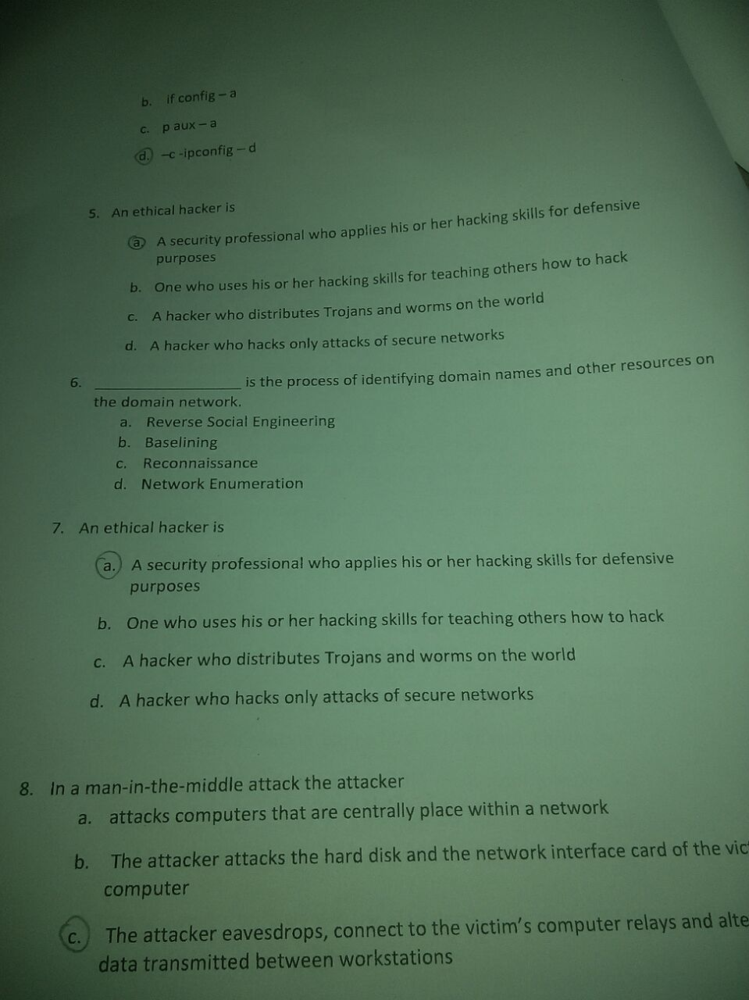 b. if config – a
c. p aux – a
d. –c -ipconfig – d
5. An ethical hacker is
a. A security professional who applies his or her hacking skills for defensive
purposes
b. One who uses his or her hacking skills for teaching others how to hack
c. A hacker who distributes Trojans and worms on the world
d. A hacker who hacks only attacks of secure networks
6. ____________________ is the process of identifying domain names and other resources on
the domain network.
a. Reverse Social Engineering
b. Baselining
c. Reconnaissance
d. Network Enumeration
7. An ethical hacker is
a. A security professional who applies his or her hacking skills for defensive
purposes
b. One who uses his or her hacking skills for teaching others how to hack
c. A hacker who distributes Trojans and worms on the world
d. A hacker who hacks only attacks of secure networks
8. In a man-in-the-middle attack the attacker
a. attacks computers that are centrally place within a network
b. The attacker attacks the hard disk and the network interface card of the
computer
c. The attacker eavesdrops, connect to the victim's computer relays and
data transmitted between workstations